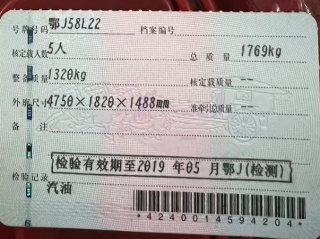 号牌号码 鄂J58L22 档案编号
核定载人数 5人 总质量 1769kg
整备质量 1320kg 核定载质量 --
外廓尺寸 4750×1820×1488mm 准牵引总质量 --
备注
检验有效期至2019年05月鄂J(检测)
检验记录
汽油
*4240014594204*